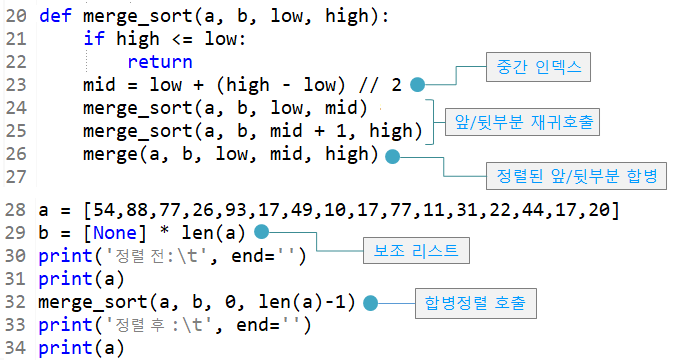 20 def merge_sort(a, b, low, high):
21     if high <= low:
22         return
23     mid = low + (high - low) // 2 중간 인덱스
24     merge_sort(a, b, low, mid)
25     merge_sort(a, b, mid + 1, high) 앞/뒷부분 재귀호출
26     merge(a, b, low, mid, high) 정렬된 앞/뒷부분 합병
27
28 a = [54,88,77,26,93,17,49,10,17,77,11,31,22,44,17,20]
29 b = [None] * len(a) 보조 리스트
30 print('정렬 전:\t', end='')
31 print(a)
32 merge_sort(a, b, 0, len(a)-1) 합병정렬 호출
33 print('정렬 후 :\t', end='')
34 print(a)